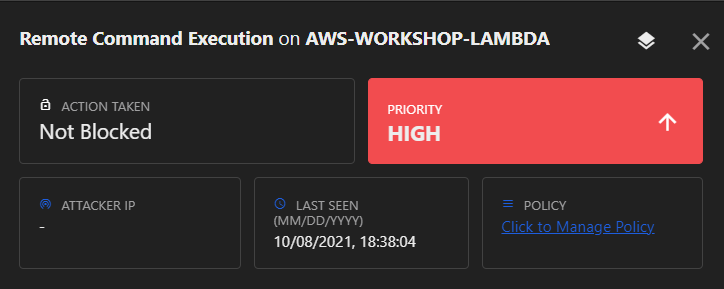 Remote Command Execution on AWS-WORKSHOP-LAMBDA
ACTION TAKEN
Not Blocked
PRIORITY
HIGH
ATTACKER IP
-
LAST SEEN
(MM/DD/YYYY)
10/08/2021, 18:38:04
POLICY
Click to Manage Policy